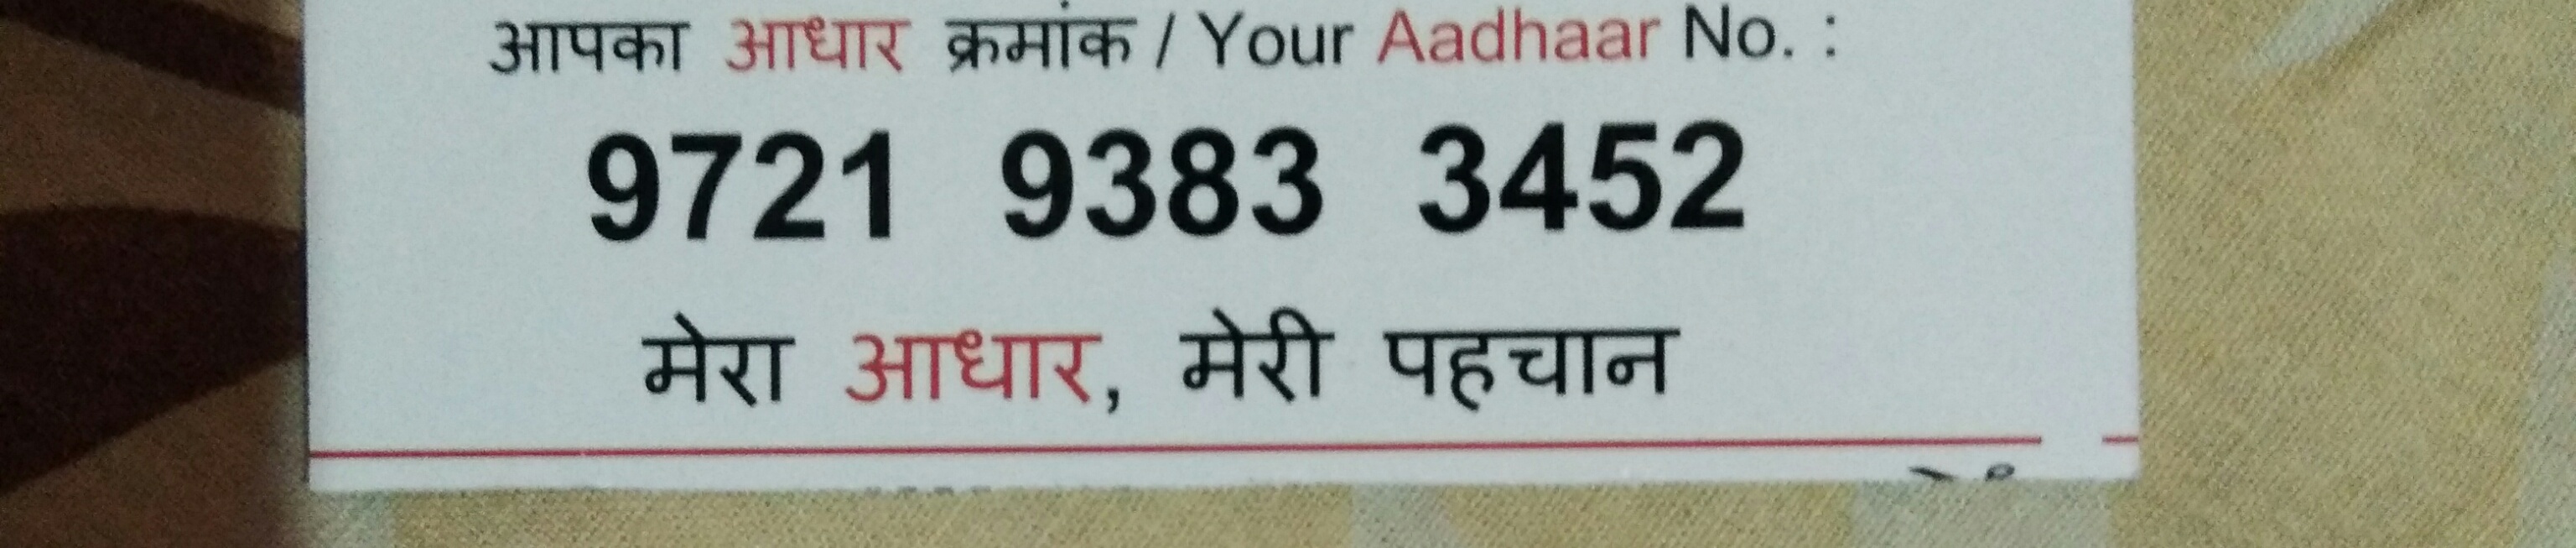 आपका आधार क्रमांक / Your Aadhaar No. :
9721 9383 3452
मेरा आधार, मेरी पहचान